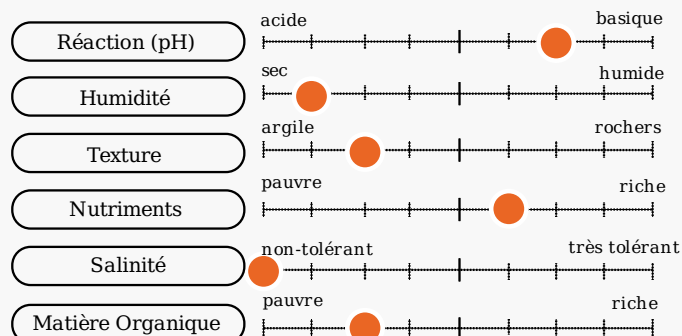 Réaction (pH)
acide
basique
Humidité
sec
humide
Texture
argile
rochers
Nutriments
pauvre
riche
Salinité
non-tolérant
très tolérant
Matière Organique
pauvre
riche